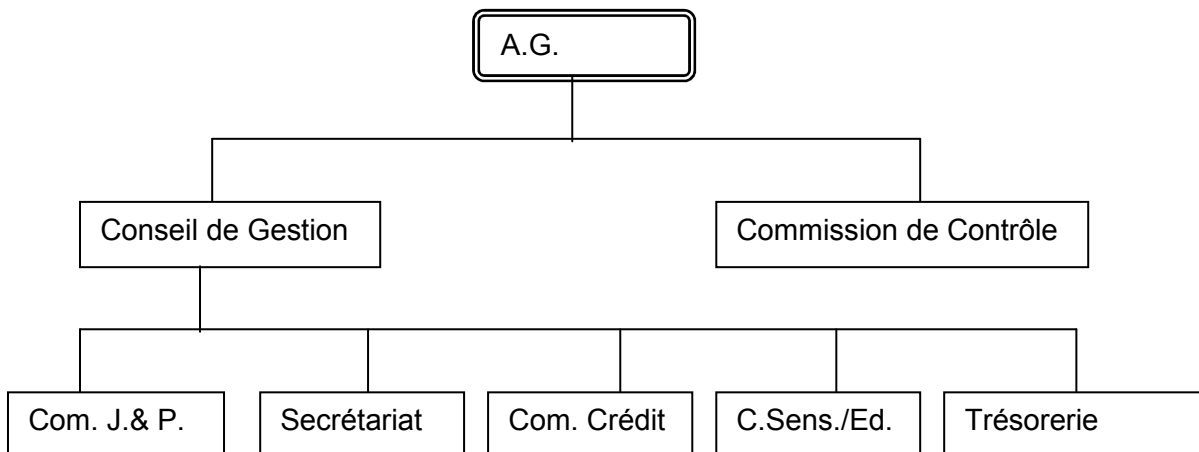 A.G.
Conseil de Gestion
Commission de Contrôle
Com. J.& P.
Secrétariat
Com. Crédit
C.Sens./Ed.
Trésorerie